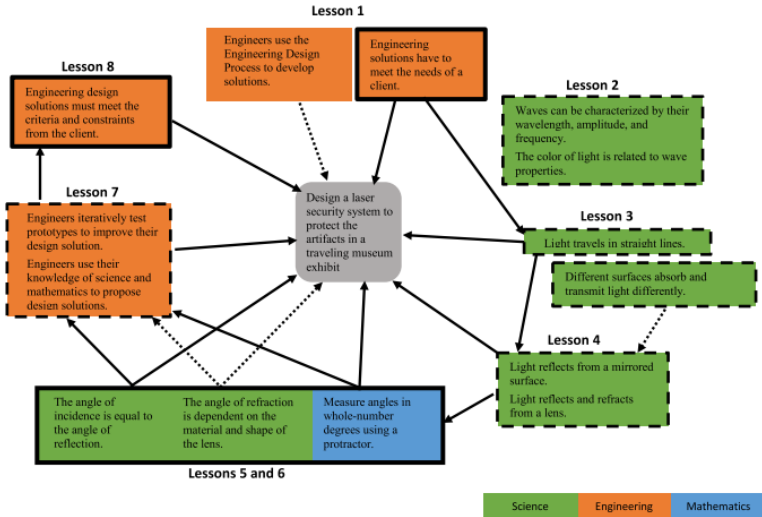 Lesson 1
Engineers use the
Engineering Design
Process to develop
solutions.
Engineering
solutions have to
meet the needs of a
client.
Lesson 8
Engineering design
solutions must meet the
criteria and constraints
from the client.
Lesson 2
Waves can be characterized by their
wavelength, amplitude, and
frequency.
The color of light is related to wave
properties.
Lesson 7
Engineers iteratively test
prototypes to improve their
design solution.
Engineers use their
knowledge of science and
mathematics to propose
design solutions.
Design a laser
security system to
protect the
artifacts in a
traveling museum
exhibit
Lesson 3
Light travels in straight lines.
Different surfaces absorb and
transmit light differently.
Lesson 4
Light reflects from a mirrored
surface.
Light reflects and refracts
from a lens.
The angle of
incidence is equal to
the angle of
reflection.
The angle of refraction
is dependent on the
material and shape of
the lens.
Measure angles in
whole-number
degrees using a
protractor.
Lessons 5 and 6
Science
Engineering
Mathematics